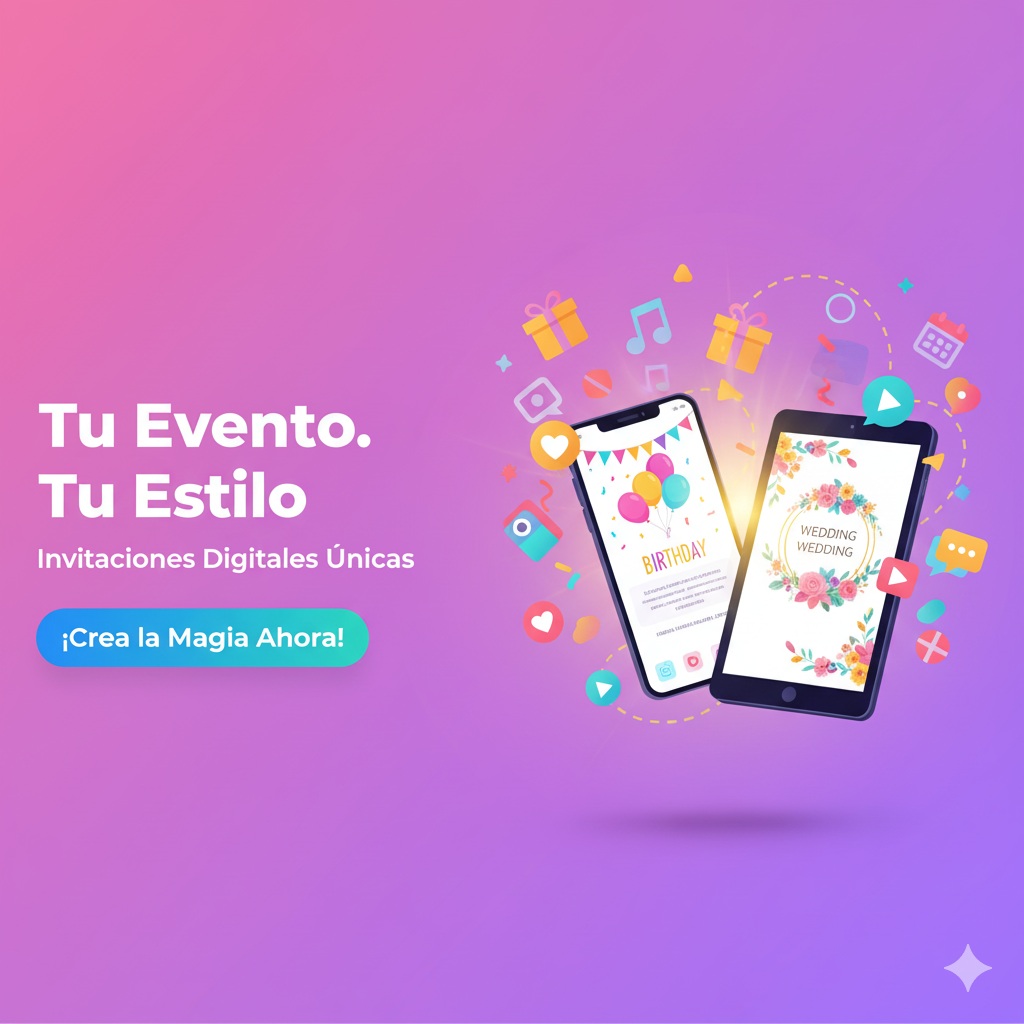 Tu Evento.
Tu Estilo
Invitaciones Digitales Únicas
¡Crea la Magia Ahora!
BIRTHDAY
WEDDING
WEDDING